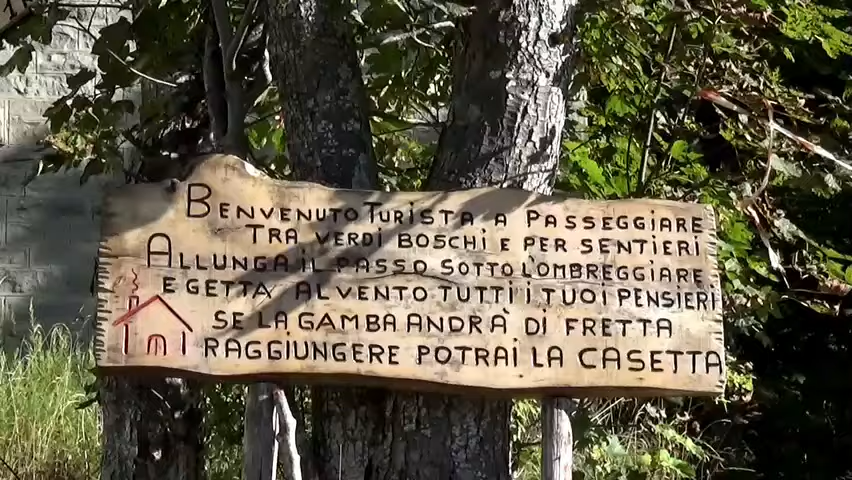 1
BENVENUTO TURISTA A PASSEGGIARE
TRA VERDI BOSCHI E PER SENTIERI
ALLUNGA IL PASSO SOTTO L'OMBREGGIARE
E GETTA AL VENTO TUTTI I TUOI PENSIERI
SE LA GAMBA ANDRÀ DI FRETTA
RAGGIUNGERE POTRAI LA CASETTA